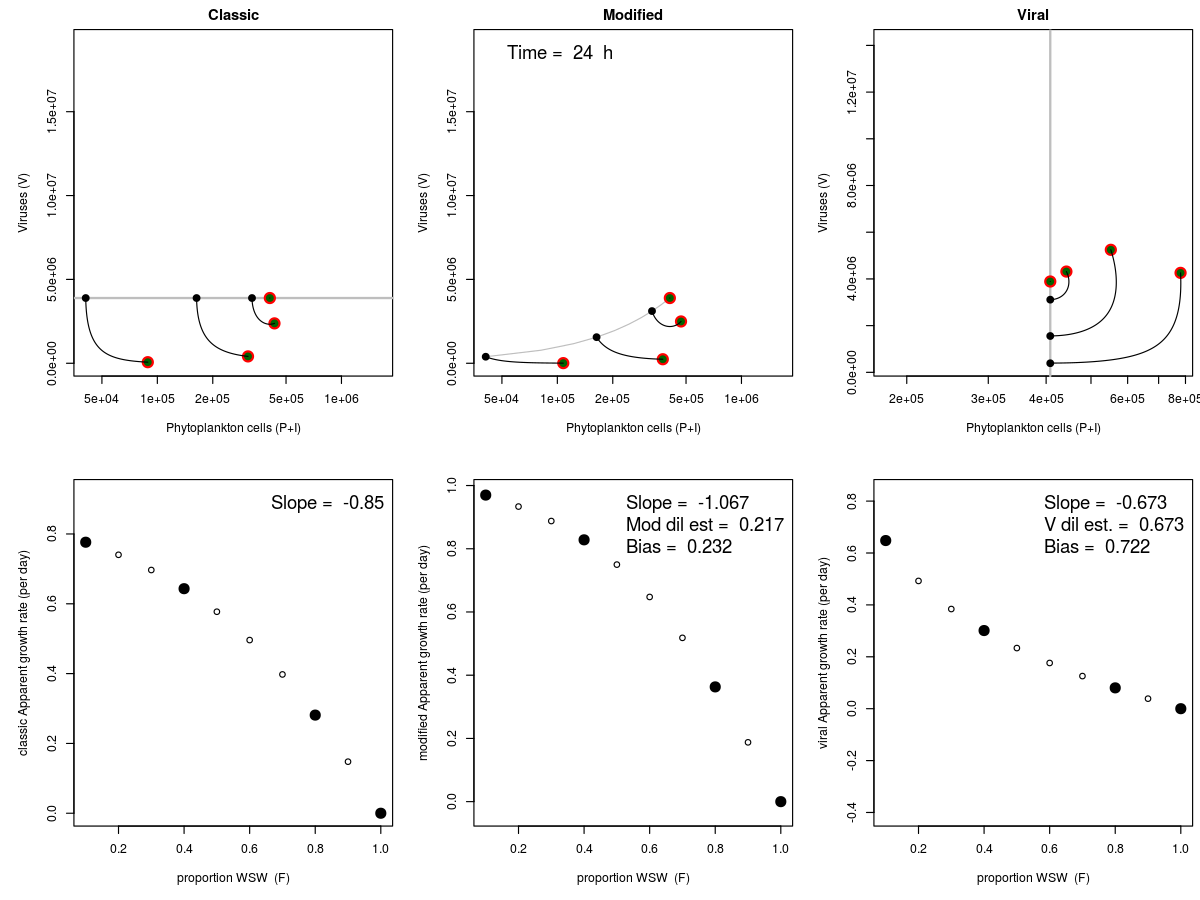 Classic
Modified
Viral
Time = 24 h
Viruses (V)
0.0e+00
5.0e+06
1.0e+07
1.5e+07
5e+04 1e+05 2e+05 5e+05 1e+06
Phytoplankton cells (P+I)
Viruses (V)
0.0e+00
5.0e+06
1.0e+07
1.5e+07
5e+04 1e+05 2e+05 5e+05 1e+06
Phytoplankton cells (P+I)
Viruses (V)
0.0e+00
4.0e+06
8.0e+06
1.2e+07
2e+05 3e+05 4e+05 6e+05 8e+05
Phytoplankton cells (P+I)
Slope = -0.85
classic Apparent growth rate (per day)
0.0
0.2
0.4
0.6
0.8
0.2 0.4 0.6 0.8 1.0
proportion WSW (F)
Slope = -1.067
Mod dil est = 0.217
Bias = 0.232
modified Apparent growth rate (per day)
0.0
0.2
0.4
0.6
0.8
1.0
0.2 0.4 0.6 0.8 1.0
proportion WSW (F)
Slope = -0.673
V dil est. = 0.673
Bias = 0.722
viral Apparent growth rate (per day)
-0.4
-0.2
0.0
0.2
0.4
0.6
0.8
0.2 0.4 0.6 0.8 1.0
proportion WSW (F)